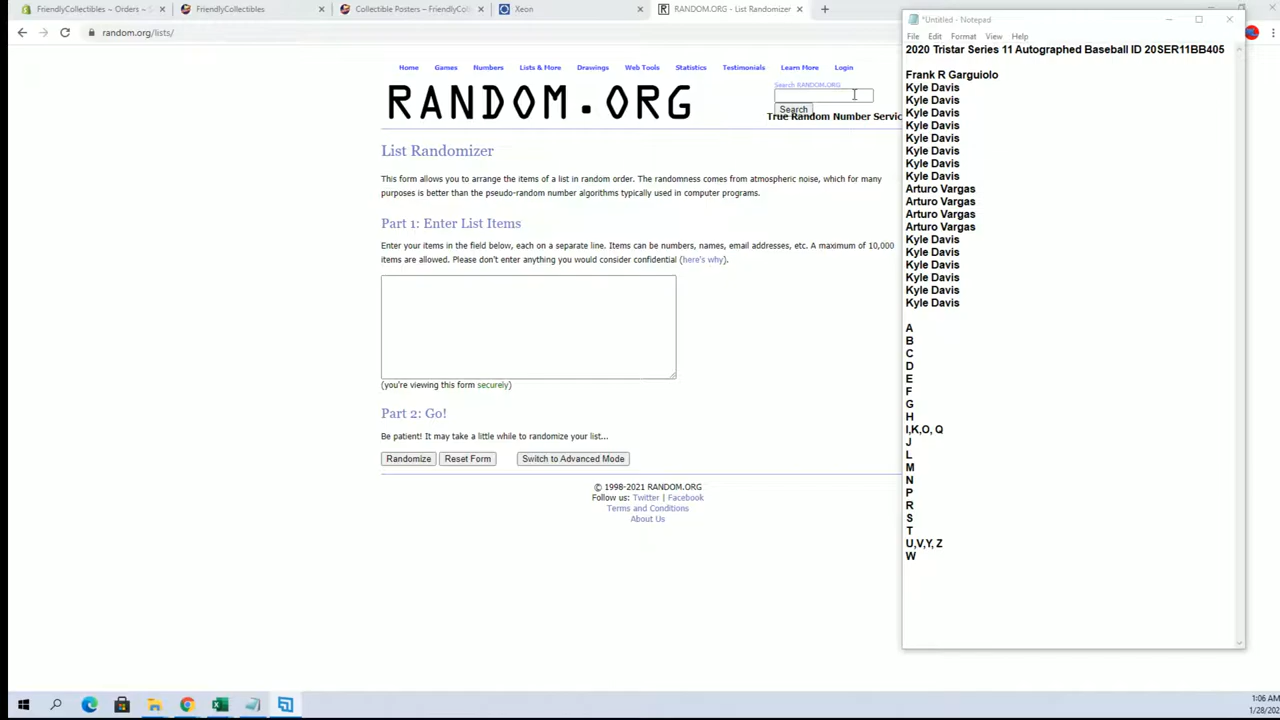 FriendlyCollectibles ~ Orders ~ S
FriendlyCollectibles
Collectible Posters – FriendlyCol
Xeon
RANDOM.ORG - List Randomizer
random.org/lists/
Home Games Numbers Lists & More Drawings Web Tools Statistics Testimonials Learn More Login
RANDOM.ORG
Search RANDOM.ORG
Search
True Random Number Servic
List Randomizer
This form allows you to arrange the items of a list in random order. The randomness comes from atmospheric noise, which for many
purposes is better than the pseudo-random number algorithms typically used in computer programs.
Part 1: Enter List Items
Enter your items in the field below, each on a separate line. Items can be numbers, names, email addresses, etc. A maximum of 10,000
items are allowed. Please don't enter anything you would consider confidential (here's why).
(you're viewing this form securely)
Part 2: Go!
Be patient! It may take a little while to randomize your list...
Randomize Reset Form Switch to Advanced Mode
© 1998-2021 RANDOM.ORG
Follow us: Twitter | Facebook
Terms and Conditions
About Us
*Untitled - Notepad
File Edit Format View Help
2020 Tristar Series 11 Autographed Baseball ID 20SER11BB405
Frank R Garguiolo
Kyle Davis
Kyle Davis
Kyle Davis
Kyle Davis
Kyle Davis
Kyle Davis
Kyle Davis
Kyle Davis
Arturo Vargas
Arturo Vargas
Arturo Vargas
Arturo Vargas
Kyle Davis
Kyle Davis
Kyle Davis
Kyle Davis
Kyle Davis
Kyle Davis
A
B
C
D
E
F
G
H
I,K,O, Q
J
L
M
N
P
R
S
T
U,V,Y, Z
W
1:06 AM
1/28/202